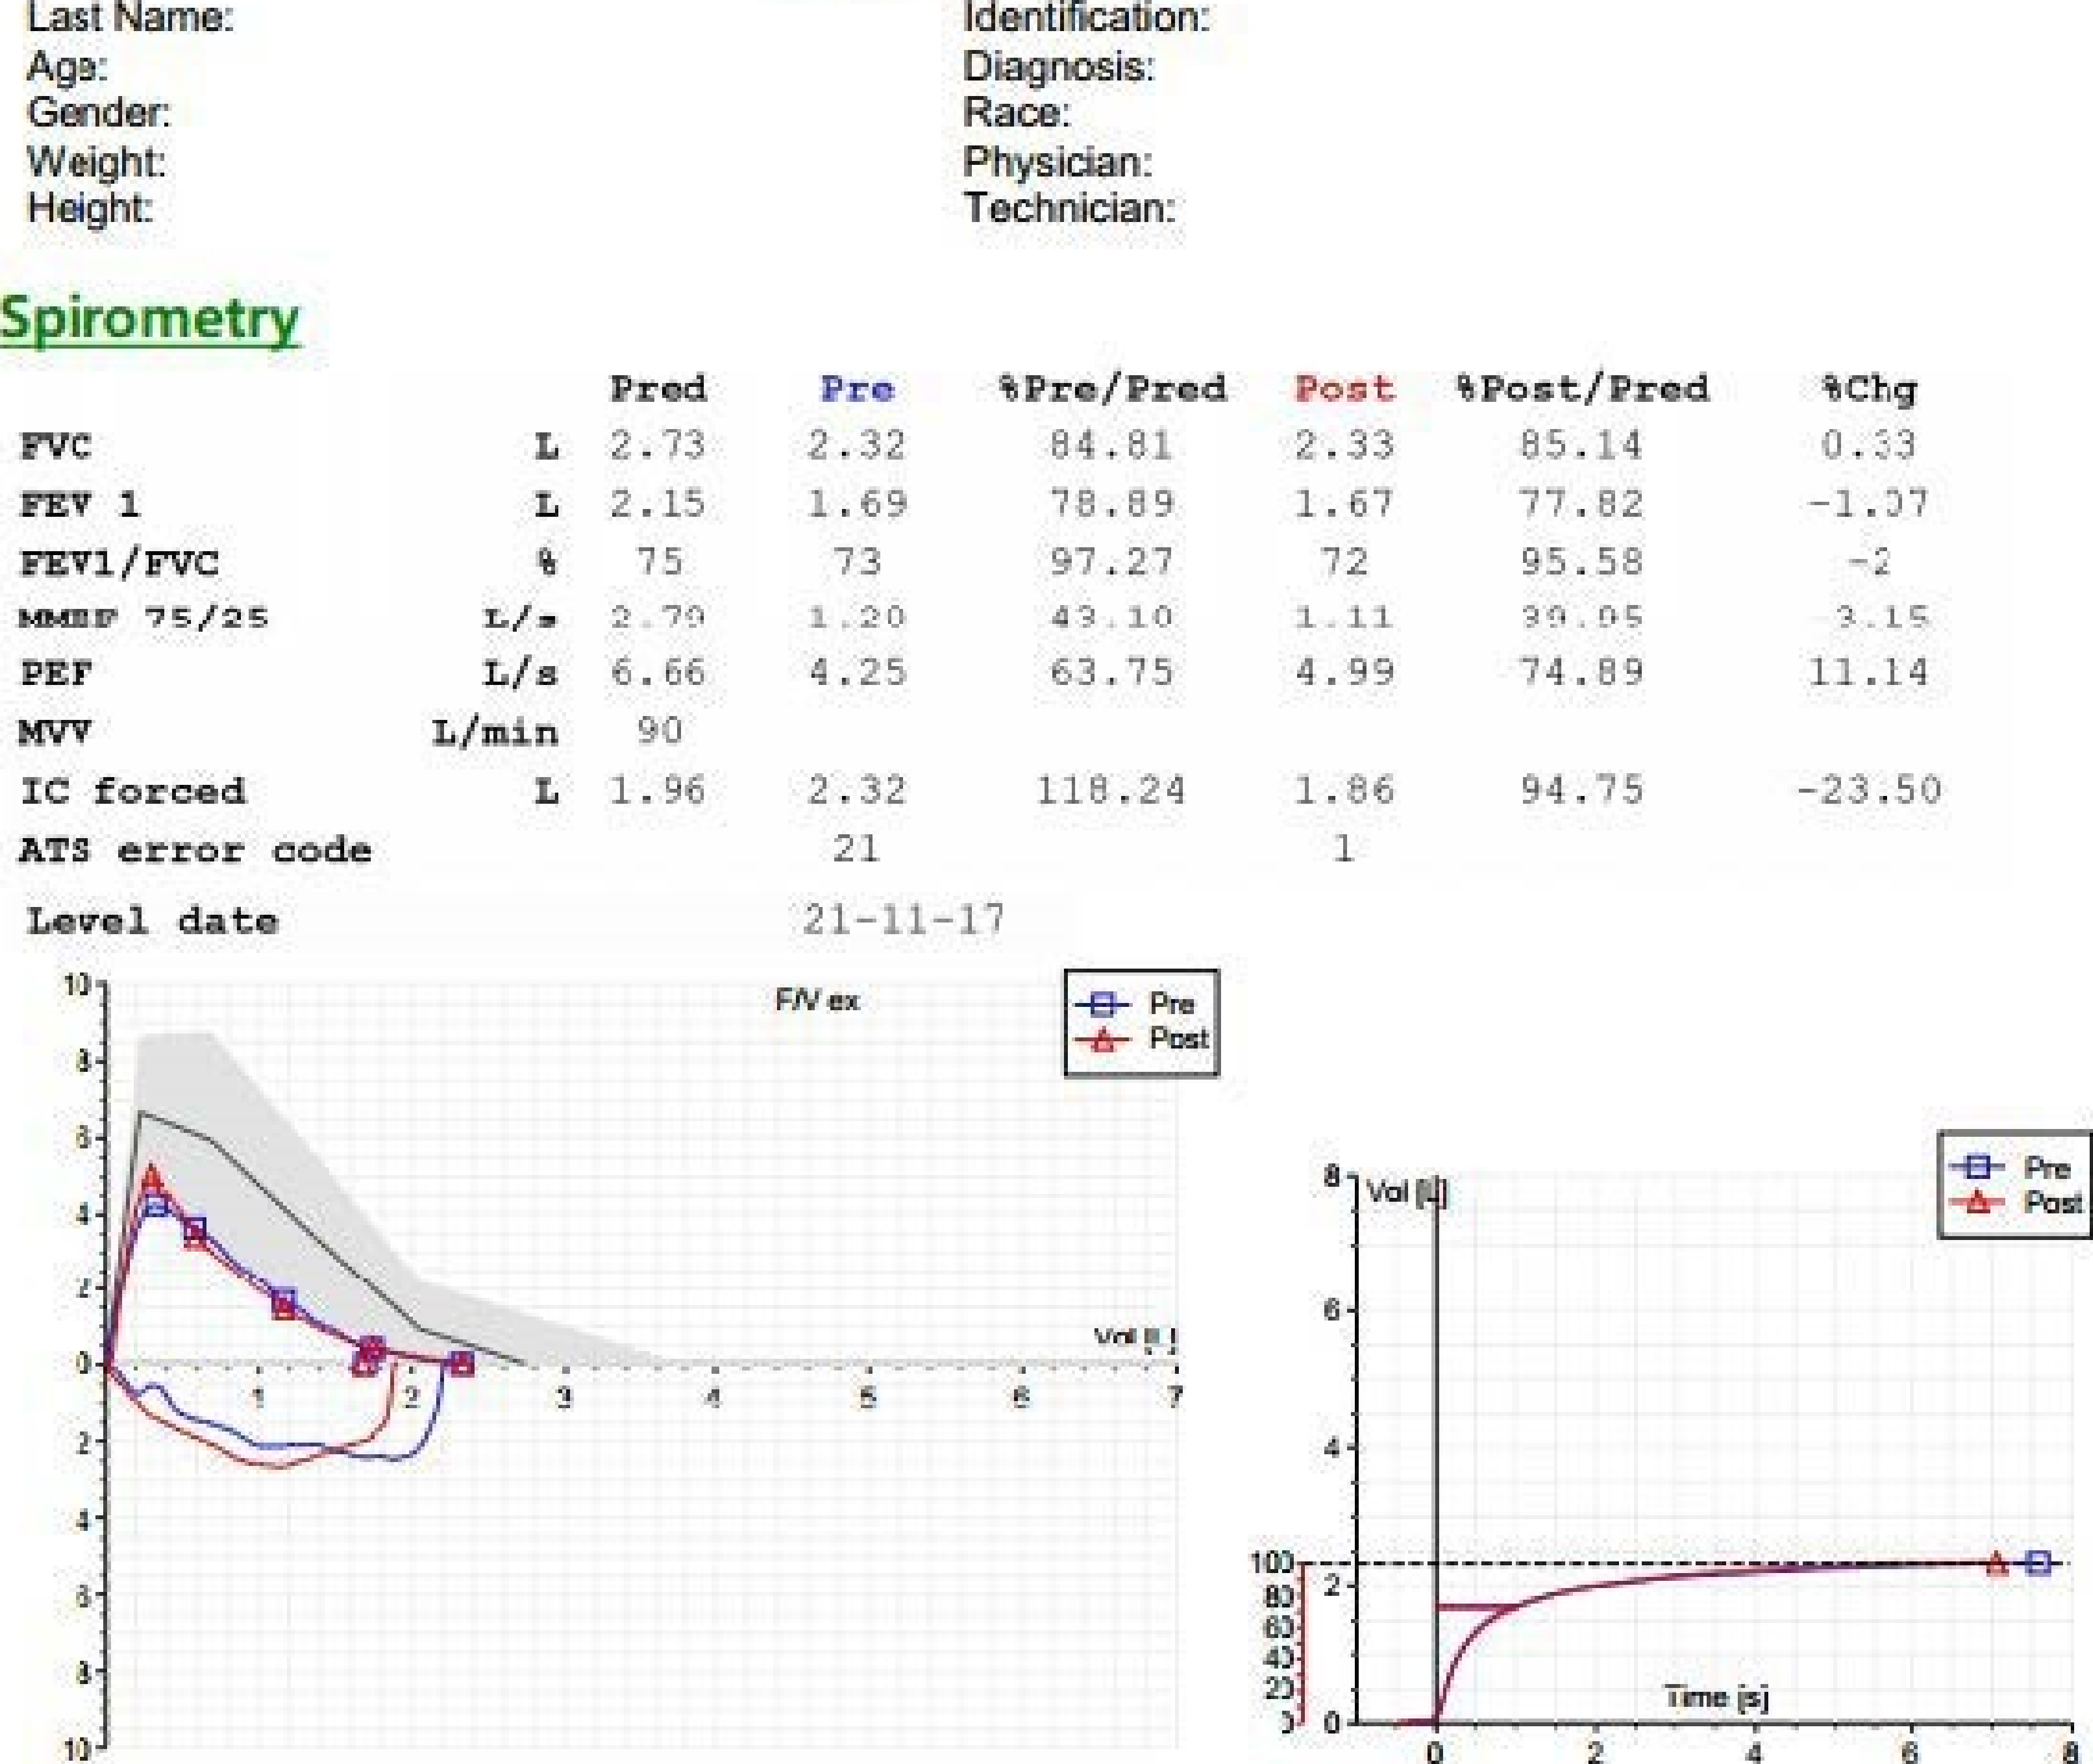 Last Name: Identification:
Age: Diagnosis:
Gender: Race:
Weight: Physician:
Height: Technician:
Spirometry
Pred Pre %Pre/Pred Post %Post/Pred %Chg
FVC L 2.73 2.32 84.81 2.33 85.14 0.33
FEV 1 L 2.15 1.69 78.89 1.67 77.82 -1.07
FEV1/FVC % 75 73 97.27 72 95.58 -2
MMEF 75/25 L/s 2.79 1.20 43.10 1.11 39.95 3.15
PEF L/s 6.66 4.25 63.75 4.99 74.89 11.14
MVV L/min 90
IC forced L 1.96 2.32 118.24 1.86 94.75 -23.50
ATS error code 21 1
Level date 21-11-17
F/V ex
Pre
Post
10
8
6
4
2
0
2
4
6
8
10
Vol [L]
1 2 3 4 5 6 7
Pre
Post
Vol [L]
8
6
4
2
0
100
80
60
40
20
0
Time [s]
0 2 4 6 8